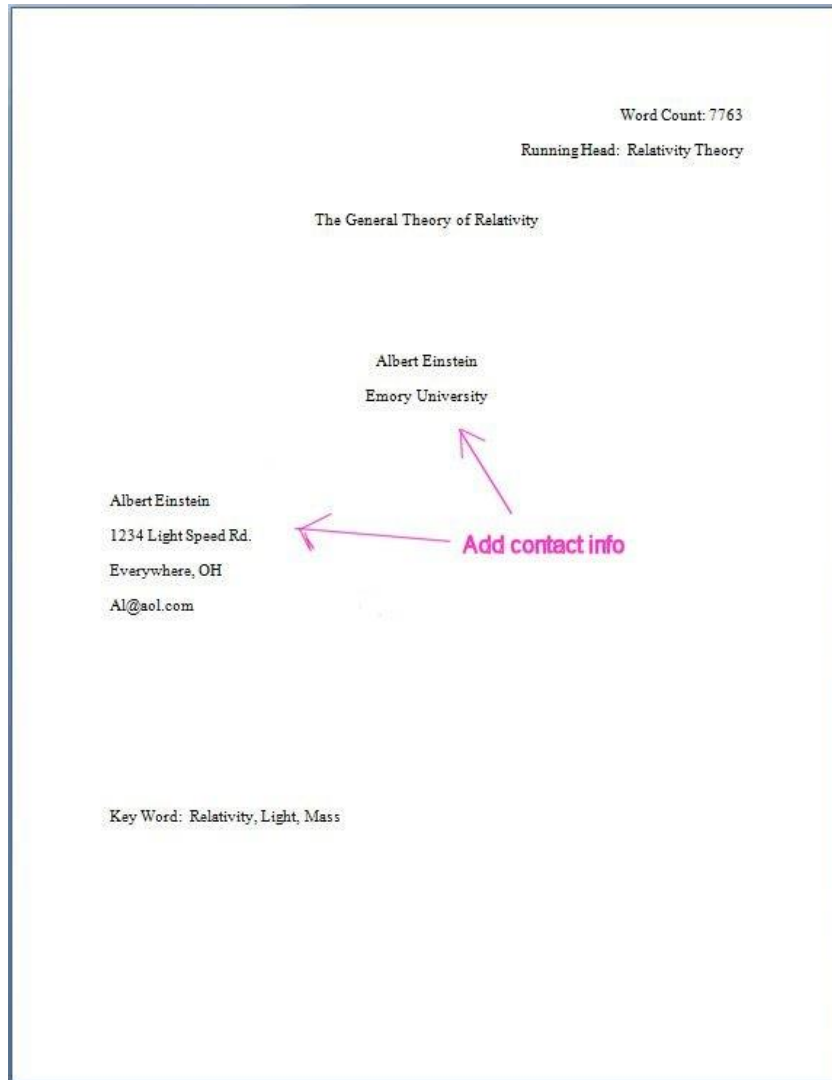 Word Count: 7763
Running Head: Relativity Theory
The General Theory of Relativity
Albert Einstein
Emory University
Albert Einstein
1234 Light Speed Rd.
Everywhere, OH
Al@aol.com
Add contact info
Key Word: Relativity, Light, Mass